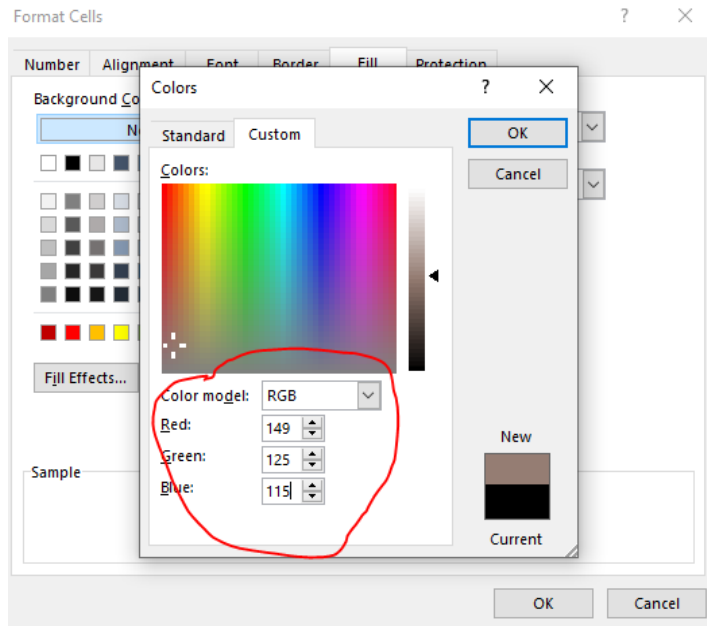 Format Cells ? ×
Number Alignment Font Border Fill Protection
Background Co
Colors ? ×
N
Standard Custom
OK
Cancel
Colors:
Fill Effects...
Color model: RGB
Red: 149
Green: 125
Blue: 115
New
Current
Sample
OK Cancel